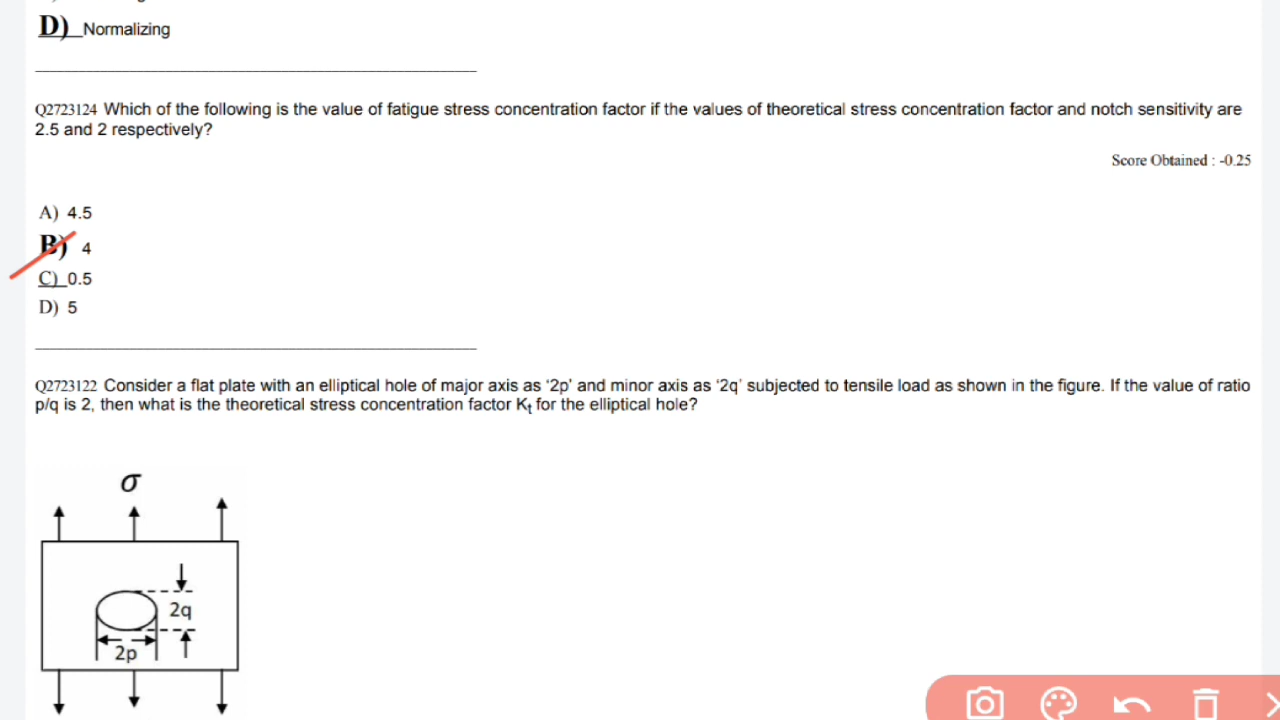 D) Normalizing
Q2723124 Which of the following is the value of fatigue stress concentration factor if the values of theoretical stress concentration factor and notch sensitivity are
2.5 and 2 respectively?
Score Obtained : -0.25
A) 4.5
B) 4
C) 0.5
D) 5
Q2723122 Consider a flat plate with an elliptical hole of major axis as '2p' and minor axis as '2q' subjected to tensile load as shown in the figure. If the value of ratio
p/q is 2, then what is the theoretical stress concentration factor Kt for the elliptical hole?
σ
2q
2p